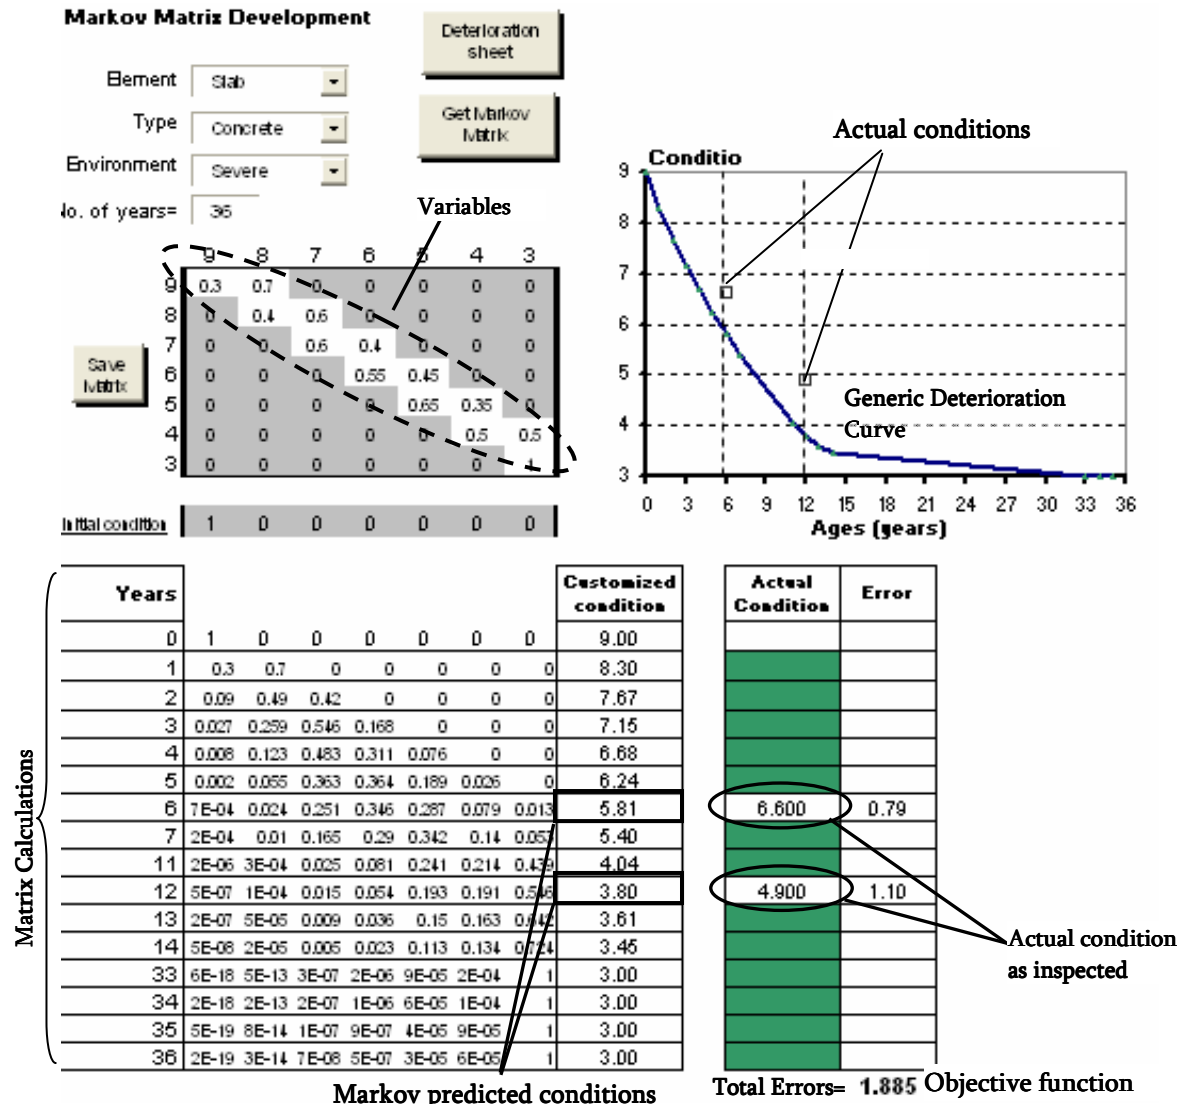 Markov Matrix Development
Deterioration
sheet
Element Slab
Get Markov
Matrix
Type Concrete
Environment Severe
No. of years= 36
Variables
9 8 7 6 5 4 3
9 0.3 0.7 0 0 0 0 0
8 0 0.4 0.6 0 0 0 0
7 0 0 0.6 0.4 0 0 0
6 0 0 0 0.55 0.45 0 0
5 0 0 0 0 0.65 0.35 0
4 0 0 0 0 0 0.5 0.5
3 0 0 0 0 0 0 1
Save
Matrix
Initial condition 1 0 0 0 0 0 0
Actual conditions
Conditio
9
8
7
6
5
4
3
Generic Deterioration
Curve
0 3 6 9 12 15 18 21 24 27 30 33 36
Ages (years)
Matrix Calculations
Years Customized condition Actual Condition Error
0 1 0 0 0 0 0 0 9.00
1 0.3 0.7 0 0 0 0 0 8.30
2 0.09 0.49 0.42 0 0 0 0 7.67
3 0.027 0.259 0.546 0.168 0 0 0 7.15
4 0.008 0.123 0.483 0.311 0.076 0 0 6.68
5 0.002 0.055 0.363 0.364 0.189 0.026 0 6.24
6 7E-04 0.024 0.251 0.346 0.287 0.079 0.013 5.81 6.600 0.79
7 2E-04 0.01 0.165 0.29 0.342 0.14 5.40
11 2E-06 3E-04 0.025 0.081 0.241 0.214 0.439 4.04
12 5E-07 1E-04 0.015 0.054 0.193 0.191 0.546 3.80 4.900 1.10
13 2E-07 5E-05 0.009 0.036 0.15 0.163 0.642 3.61
14 5E-08 2E-05 0.005 0.023 0.113 0.134 0.724 3.45
33 6E-18 5E-13 3E-07 2E-06 9E-05 2E-04 1 3.00
34 2E-18 2E-13 2E-07 1E-06 6E-05 1E-04 1 3.00
35 5E-19 8E-14 1E-07 9E-07 4E-05 9E-05 1 3.00
36 2E-19 3E-14 7E-08 5E-07 3E-05 6E-05 1 3.00
Actual condition
as inspected
Markov predicted conditions
Total Errors= 1.885 Objective function